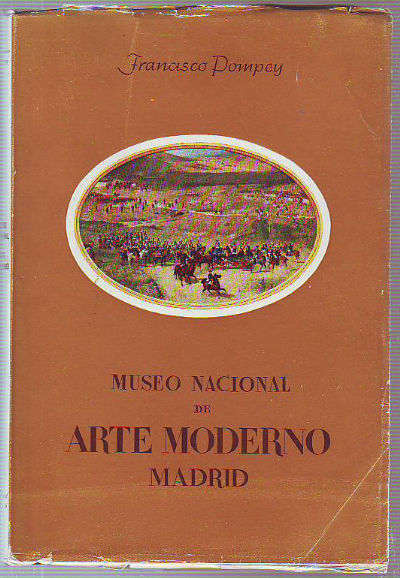 Francisco Pompey
MUSEO NACIONAL
DE
ARTE MODERNO
MADRID